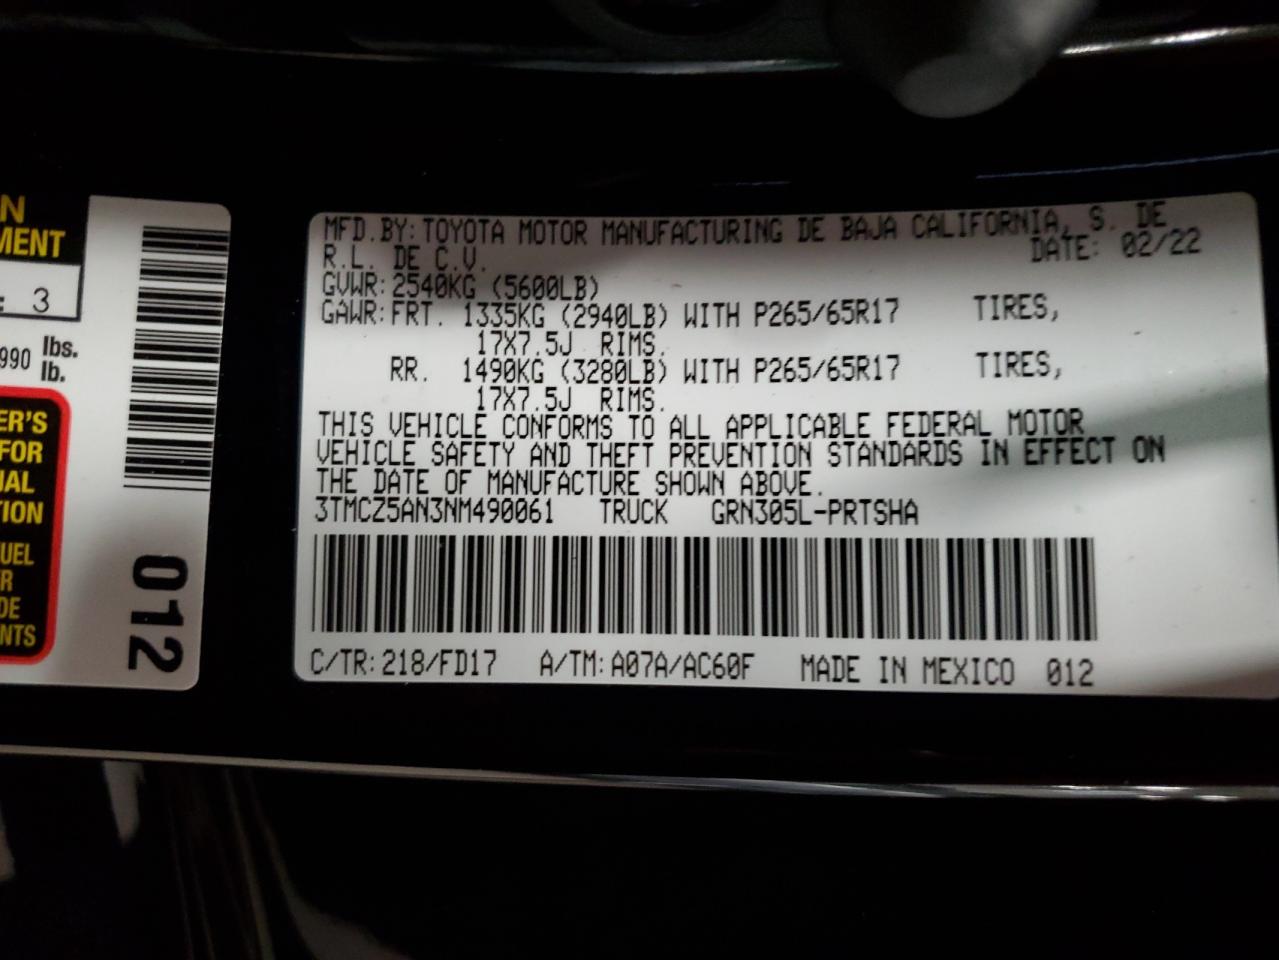 N
MENT
: 3
990 lbs.
lb.
ER'S
FOR
UAL
TION
UEL
R
DE
NTS
012
MFD.BY:TOYOTA MOTOR MANUFACTURING DE BAJA CALIFORNIA, S. DE
R.L. DE C.V. DATE: 02/22
GVWR: 2540KG (5600LB)
GAWR: FRT. 1335KG (2940LB) WITH P265/65R17 TIRES,
17X7.5J RIMS.
RR. 1490KG (3280LB) WITH P265/65R17 TIRES,
17X7.5J RIMS.
THIS VEHICLE CONFORMS TO ALL APPLICABLE FEDERAL MOTOR
VEHICLE SAFETY AND THEFT PREVENTION STANDARDS IN EFFECT ON
THE DATE OF MANUFACTURE SHOWN ABOVE.
3TMCZ5AN3NM490061 TRUCK GRN305L-PRTSHA
C/TR: 218/FD17 A/TM: A07A/AC60F MADE IN MEXICO 012